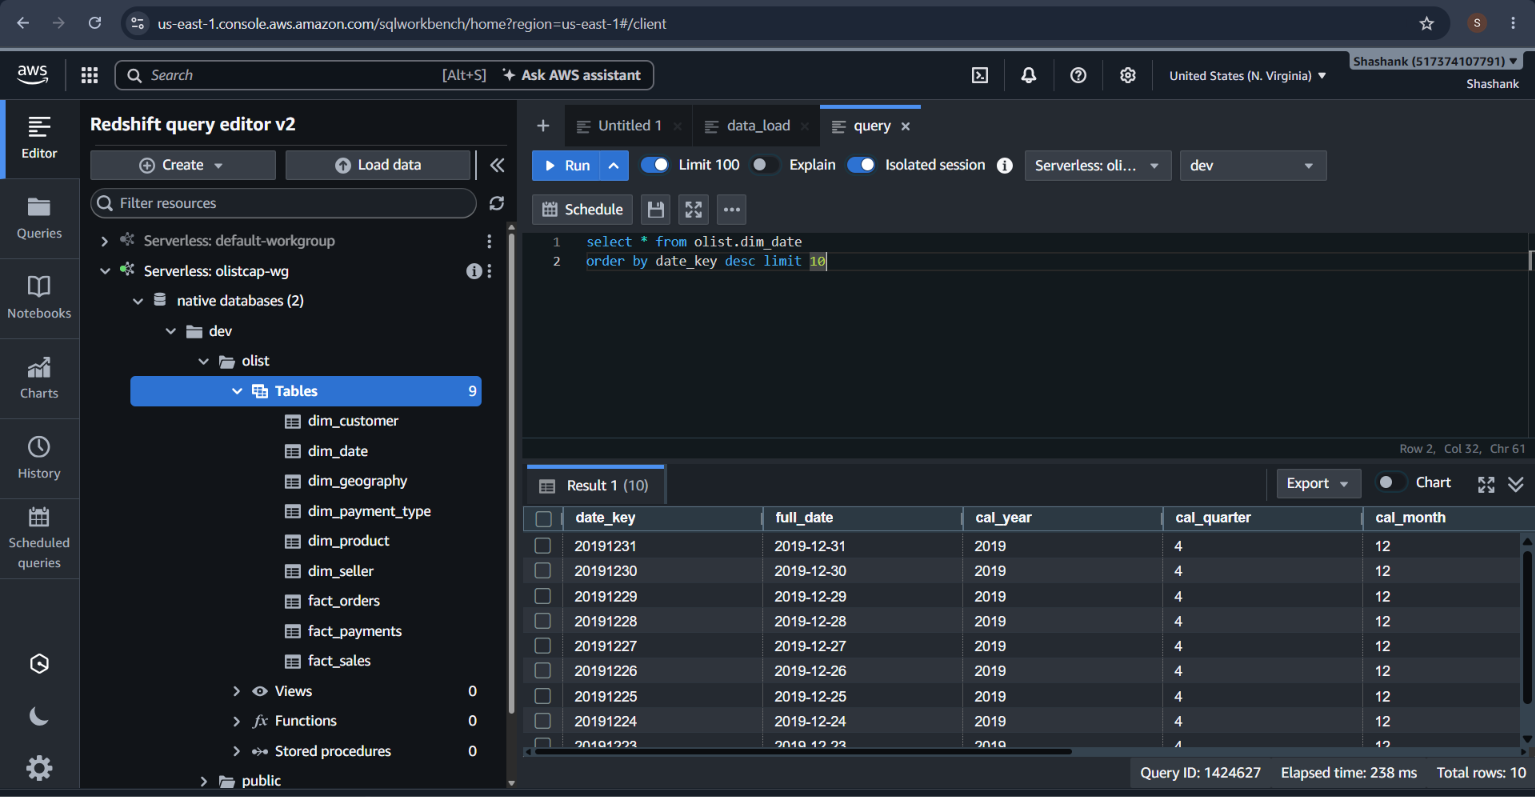 us-east-1.console.aws.amazon.com/sqlworkbench/home?region=us-east-1#/client
S
aws
Search
[Alt+S]
Ask AWS assistant
United States (N. Virginia)
Shashank (517374107791)
Shashank
Editor
Queries
Notebooks
Charts
History
Scheduled
queries
Redshift query editor v2
Create
Load data
Filter resources
Serverless: default-workgroup
Serverless: olistcap-wg
native databases (2)
dev
olist
Tables 9
dim_customer
dim_date
dim_geography
dim_payment_type
dim_product
dim_seller
fact_orders
fact_payments
fact_sales
Views 0
fx Functions 0
Stored procedures 0
public
Untitled 1
data_load
query
Run
Limit 100
Explain
Isolated session
Serverless: oli...
dev
Schedule
1 select * from olist.dim_date
2 order by date_key desc limit 10
Row 2, Col 32, Chr 61
Result 1 (10)
Export
Chart
date_key full_date cal_year cal_quarter cal_month
20191231 2019-12-31 2019 4 12
20191230 2019-12-30 2019 4 12
20191229 2019-12-29 2019 4 12
20191228 2019-12-28 2019 4 12
20191227 2019-12-27 2019 4 12
20191226 2019-12-26 2019 4 12
20191225 2019-12-25 2019 4 12
20191224 2019-12-24 2019 4 12
20191223 2019-12-23 2019 4 12
Query ID: 1424627 Elapsed time: 238 ms Total rows: 10